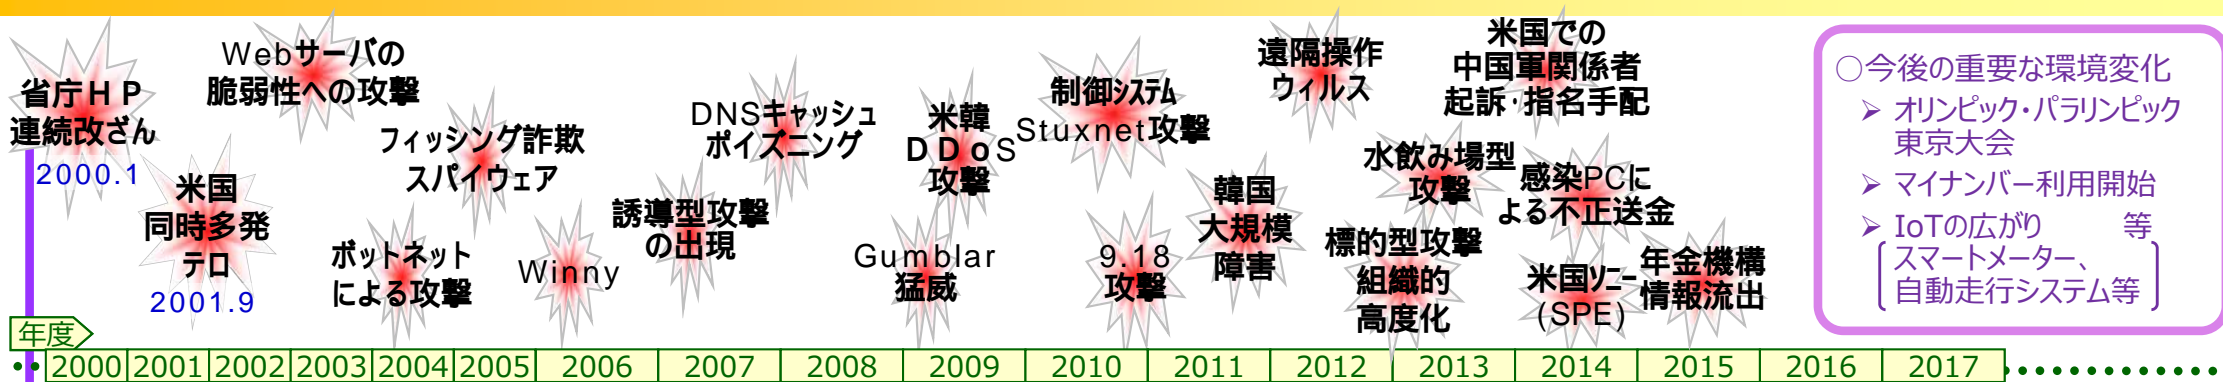 省庁ＨＰ
連続改ざん
2000.1
米国
同時多発
テロ
2001.9
Webサーバの
脆弱性への攻撃
フィッシング詐欺
スパイウェア
ボットネット
による攻撃
Winny
誘導型攻撃
の出現
DNSキャッシュ
ポイズニング
米韓
ＤＤoS
攻撃
Gumblar
猛威
制御システム
Stuxnet攻撃
9.18
攻撃
韓国
大規模
障害
遠隔操作
ウィルス
水飲み場型
攻撃
標的型攻撃
組織的
高度化
米国での
中国軍関係者
起訴・指名手配
感染PCに
よる不正送金
米国ソニー
(SPE)
年金機構
情報流出
○今後の重要な環境変化
➢ オリンピック・パラリンピック
東京大会
➢ マイナンバー利用開始
➢ IoTの広がり 等
スマートメーター、
自動走行システム等
年度
2000 2001 2002 2003 2004 2005 2006 2007 2008 2009 2010 2011 2012 2013 2014 2015 2016 2017